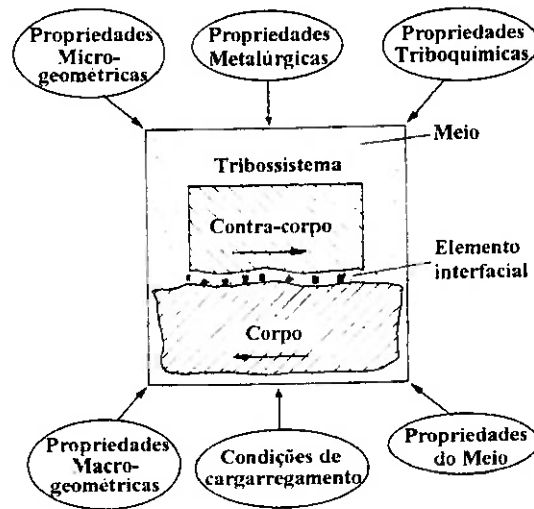 Propriedades
Micro-
geométricas
Propriedades
Metalúrgicas
Propriedades
Triboquímicas
Meio
Tribossistema
Contra-corpo
Elemento
interfacial
Corpo
Propriedades
Macro-
geométricas
Condições de
cargarregamento
Propriedades
do Meio